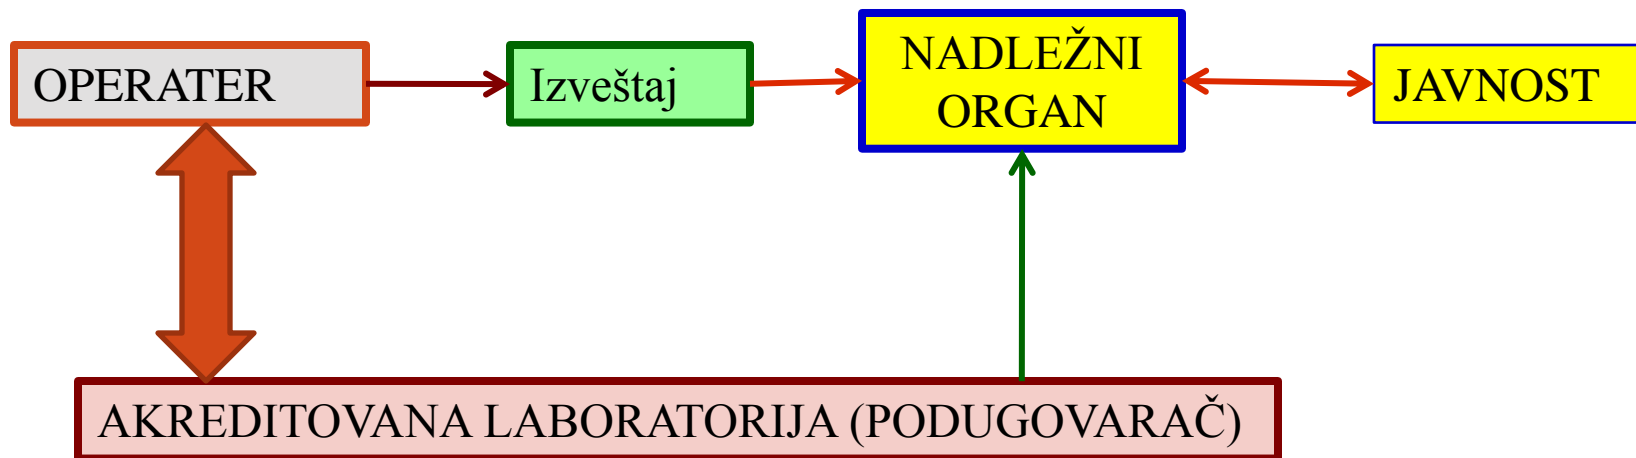 OPERATER
Izveštaj
NADLEŽNI
ORGAN
JAVNOST
AKREDITOVANA LABORATORIJA (PODUGOVARAČ)